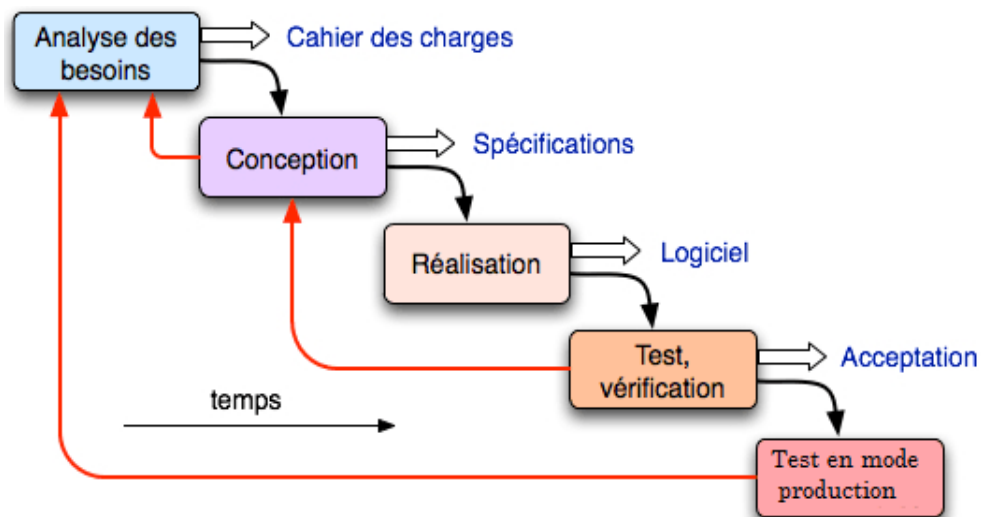 Analyse des
besoins
Cahier des charges
Conception
Spécifications
Réalisation
Logiciel
Test,
vérification
Acceptation
temps
Test en mode
production